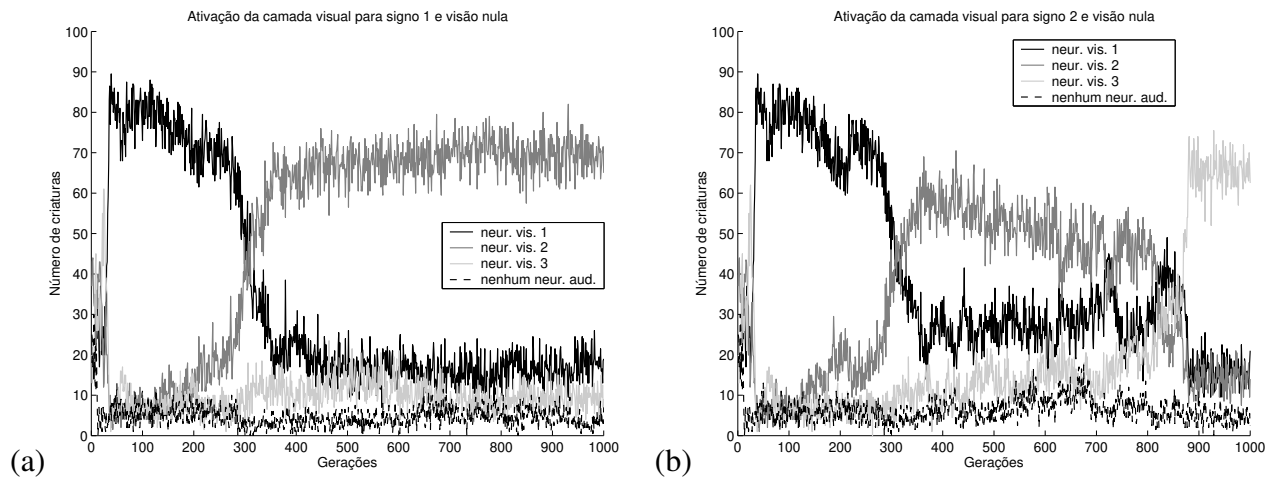 Ativação da camada visual para signo 1 e visão nula
100
90
80
70
60
50
40
30
20
10
0
Número de criaturas
neur. vis. 1
neur. vis. 2
neur. vis. 3
nenhum neur. aud.
0 100 200 300 400 500 600 700 800 900 1000
Gerações
(a)
Ativação da camada visual para signo 2 e visão nula
100
90
80
70
60
50
40
30
20
10
0
Número de criaturas
neur. vis. 1
neur. vis. 2
neur. vis. 3
nenhum neur. aud.
0 100 200 300 400 500 600 700 800 900 1000
Gerações
(b)